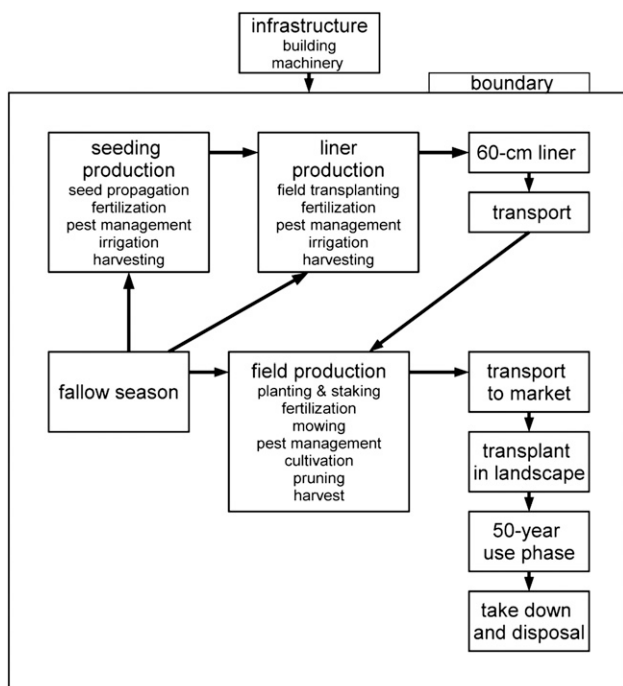 infrastructure
building
machinery
boundary
seeding
production
seed propagation
fertilization
pest management
irrigation
harvesting
liner
production
field transplanting
fertilization
pest management
irrigation
harvesting
60-cm liner
transport
fallow season
field production
planting & staking
fertilization
mowing
pest management
cultivation
pruning
harvest
transport
to market
transplant
in landscape
50-year
use phase
take down
and disposal